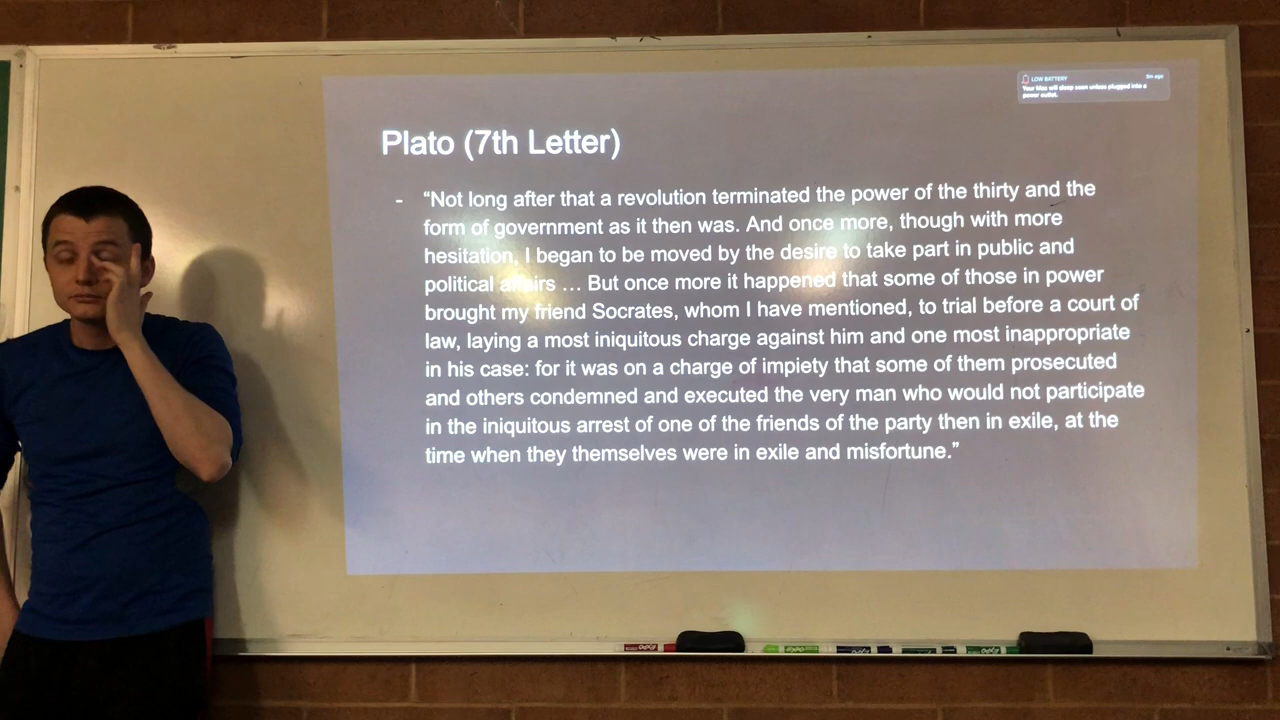 LOW BATTERY
2m ago
Your Mac will sleep soon unless plugged into a
power outlet.
Plato (7th Letter)
- “Not long after that a revolution terminated the power of the thirty and the
form of government as it then was. And once more, though with more
hesitation, I began to be moved by the desire to take part in public and
political affairs … But once more it happened that some of those in power
brought my friend Socrates, whom I have mentioned, to trial before a court of
law, laying a most iniquitous charge against him and one most inappropriate
in his case: for it was on a charge of impiety that some of them prosecuted
and others condemned and executed the very man who would not participate
in the iniquitous arrest of one of the friends of the party then in exile, at the
time when they themselves were in exile and misfortune.”
EXPO
EXPO
EXPO
EXPO
EXPO